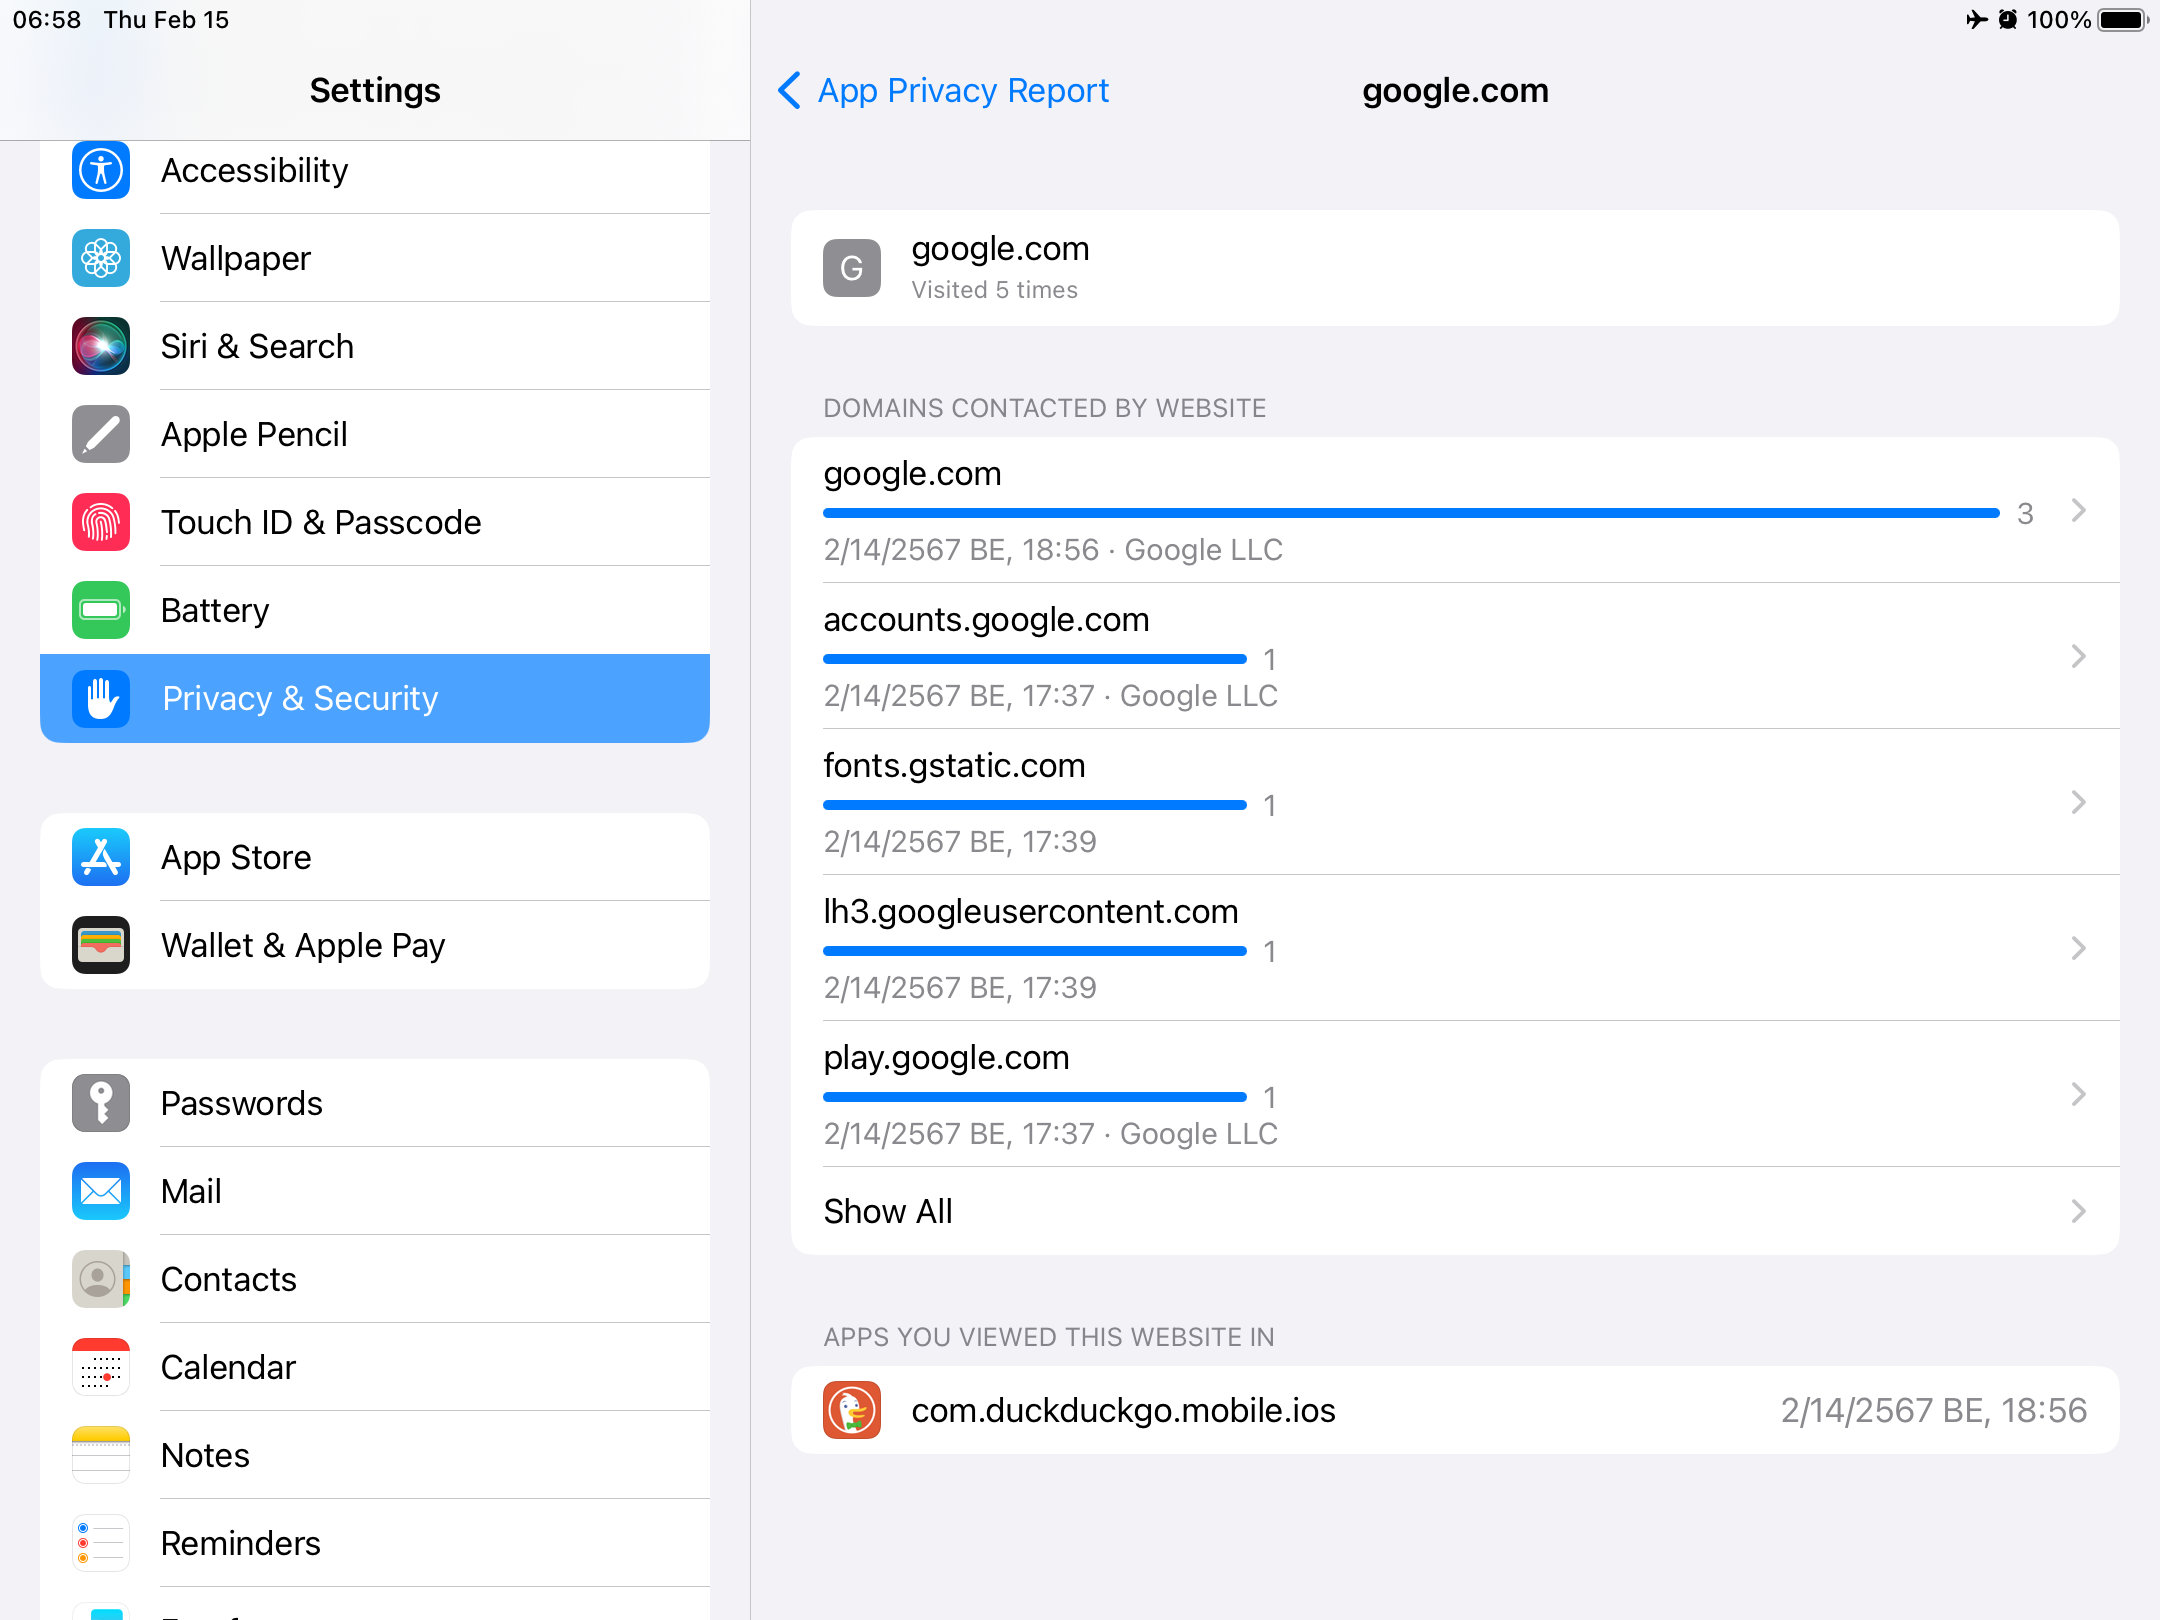 06:58 Thu Feb 15
100%
Settings
Accessibility
Wallpaper
Siri & Search
Apple Pencil
Touch ID & Passcode
Battery
Privacy & Security
App Store
Wallet & Apple Pay
Passwords
Mail
Contacts
Calendar
Notes
Reminders
App Privacy Report
google.com
G
google.com
Visited 5 times
DOMAINS CONTACTED BY WEBSITE
google.com
3
2/14/2567 BE, 18:56 · Google LLC
accounts.google.com
1
2/14/2567 BE, 17:37 · Google LLC
fonts.gstatic.com
1
2/14/2567 BE, 17:39
lh3.googleusercontent.com
1
2/14/2567 BE, 17:39
play.google.com
1
2/14/2567 BE, 17:37 · Google LLC
Show All
APPS YOU VIEWED THIS WEBSITE IN
com.duckduckgo.mobile.ios 2/14/2567 BE, 18:56